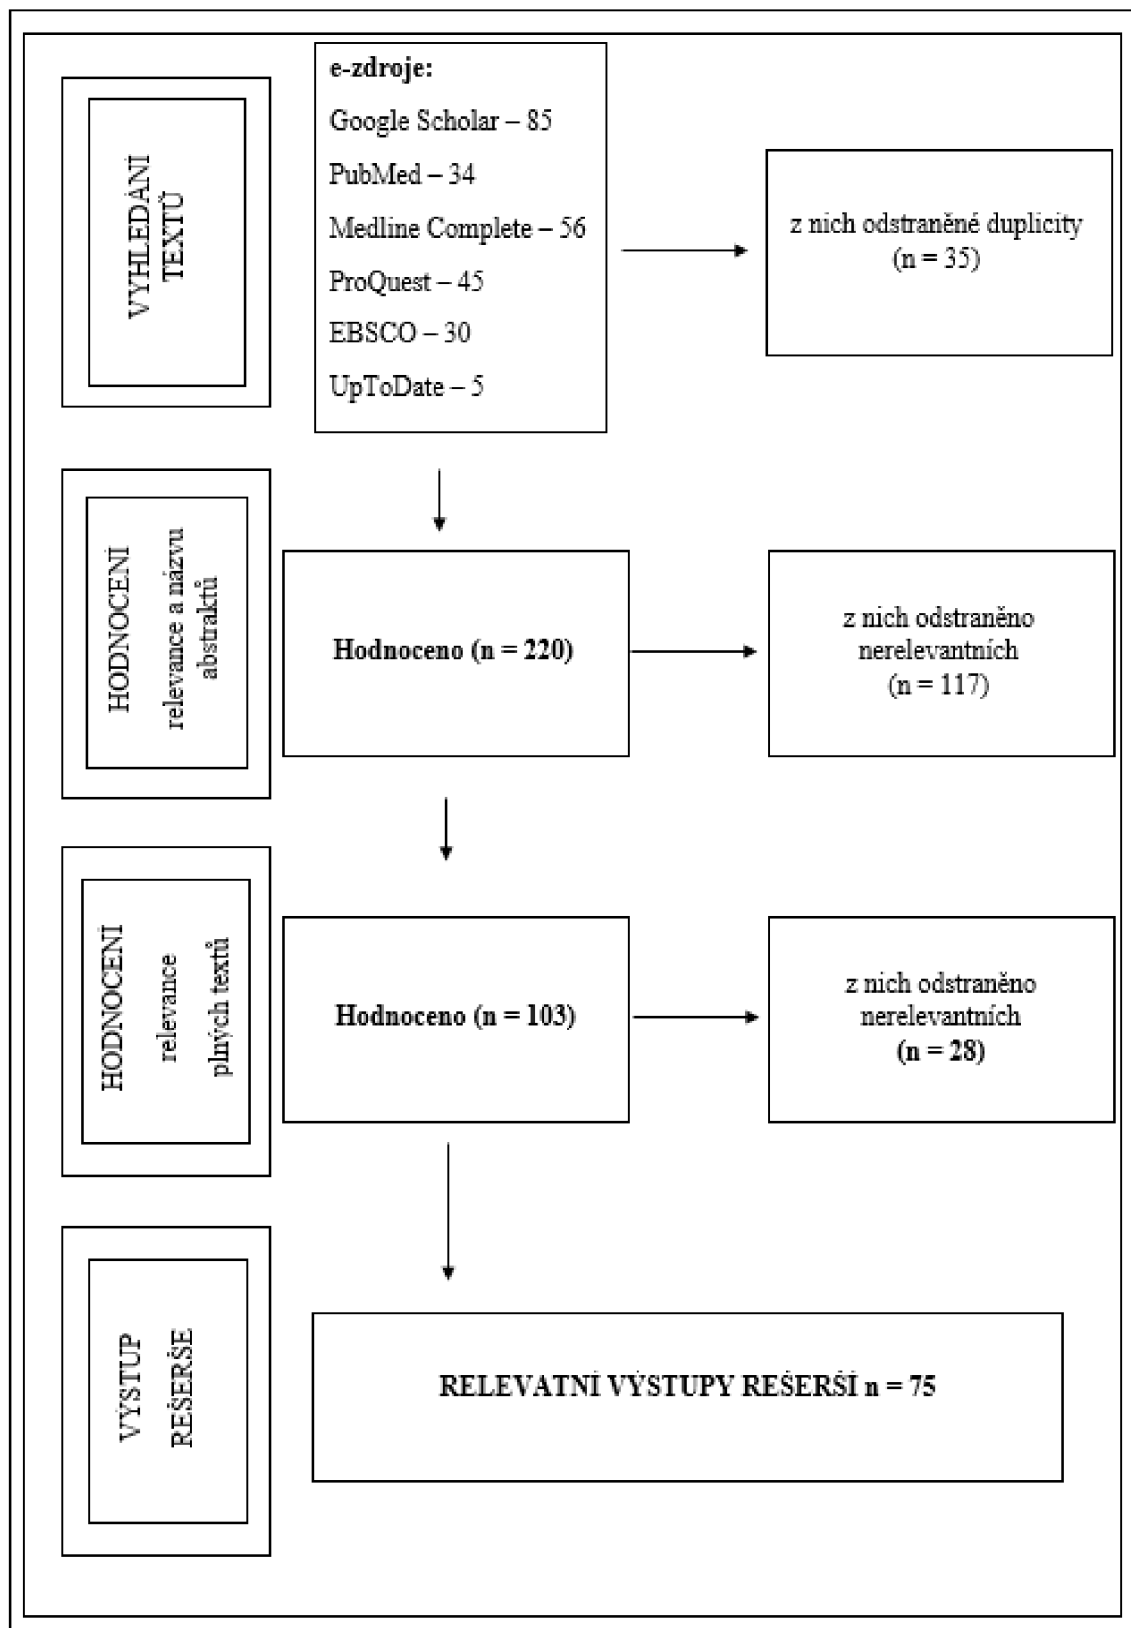 VYHLEDÁNÍ
TEXTŮ
e-zdroje:
Google Scholar – 85
PubMed – 34
Medline Complete – 56
ProQuest – 45
EBSCO – 30
UpToDate – 5
z nich odstraněné duplicity
(n = 35)
HODNOCENÍ
relevance a názvu
abstraktů
Hodnoceno (n = 220)
z nich odstraněno
nerelevantních
(n = 117)
HODNOCENÍ
relevance
plných textů
Hodnoceno (n = 103)
z nich odstraněno
nerelevantních
(n = 28)
VÝSTUP
REŠERŠE
RELEVATNÍ VÝSTUPY REŠERŠÍ n = 75